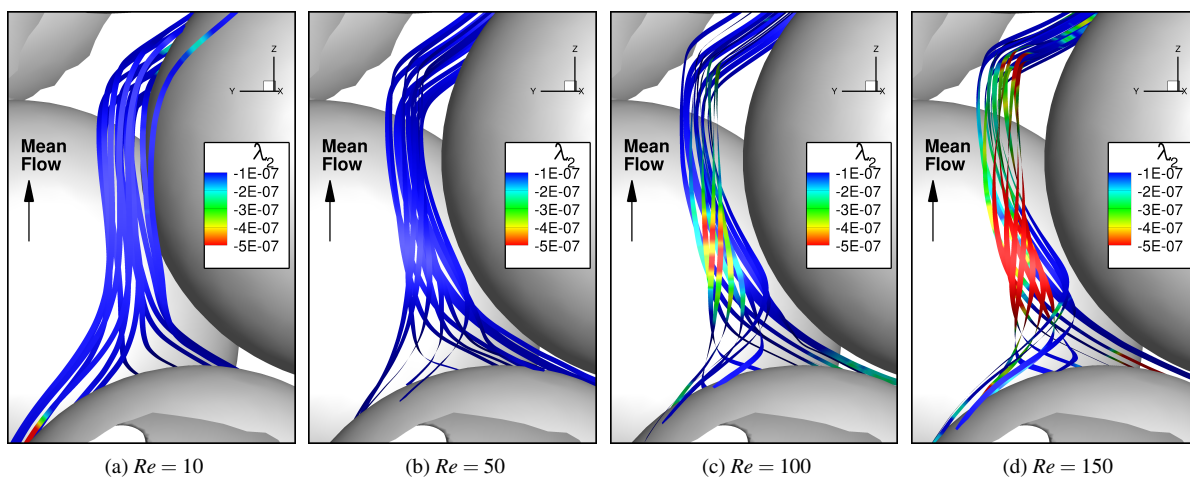 Z
Y
X
Mean
Flow
λ2
-1E-07
-2E-07
-3E-07
-4E-07
-5E-07
(a) Re = 10
Z
Y
X
Mean
Flow
λ2
-1E-07
-2E-07
-3E-07
-4E-07
-5E-07
(b) Re = 50
Z
Y
X
Mean
Flow
λ2
-1E-07
-2E-07
-3E-07
-4E-07
-5E-07
(c) Re = 100
Z
Y
X
Mean
Flow
λ2
-1E-07
-2E-07
-3E-07
-4E-07
-5E-07
(d) Re = 150